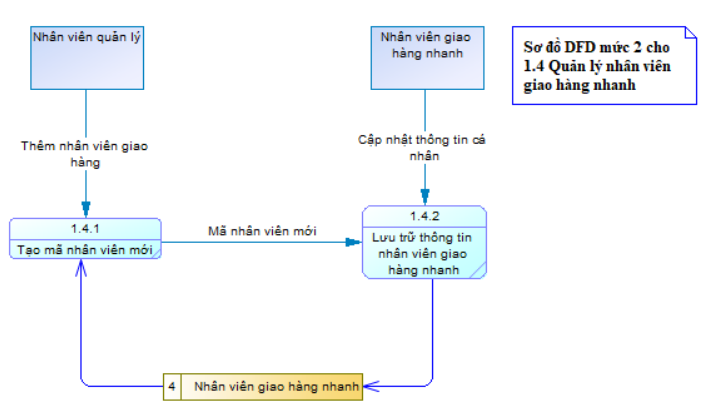 Nhân viên quản lý
Nhân viên giao
hàng nhanh
Sơ đồ DFD mức 2 cho
1.4 Quản lý nhân viên
giao hàng nhanh
Thêm nhân viên giao
hàng
Cập nhật thông tin cá
nhân
1.4.1
Tạo mã nhân viên mới
Mã nhân viên mới
1.4.2
Lưu trữ thông tin
nhân viên giao
hàng nhanh
4 Nhân viên giao hàng nhanh